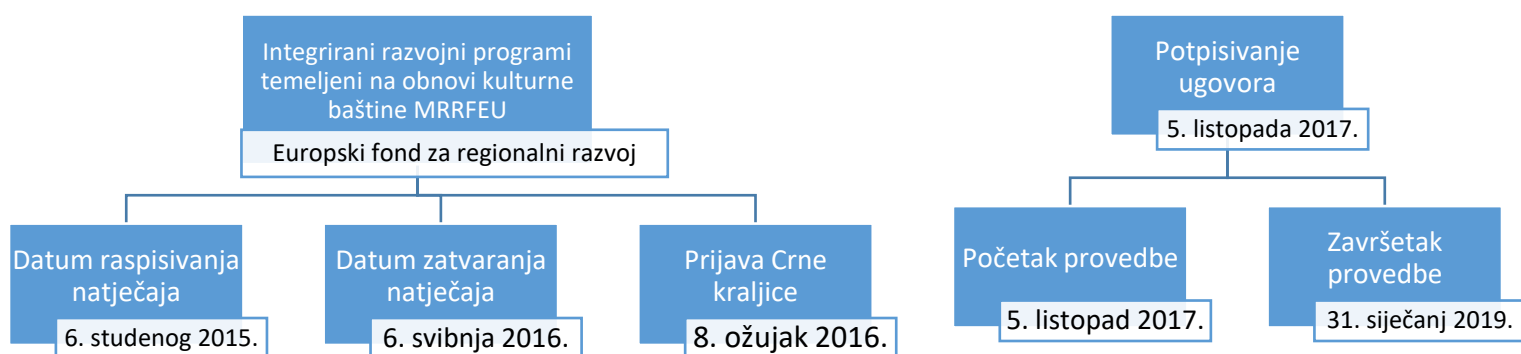 Integrirani razvojni programi
temeljeni na obnovi kulturne
baštine MRRFEU
Europski fond za regionalni razvoj
Datum raspisivanja
natječaja
6. studenog 2015.
Datum zatvaranja
natječaja
6. svibnja 2016.
Prijava Crne
kraljice
8. ožujak 2016.
Potpisivanje
ugovora
5. listopada 2017.
Početak provedbe
5. listopad 2017.
Završetak
provedbe
31. siječanj 2019.